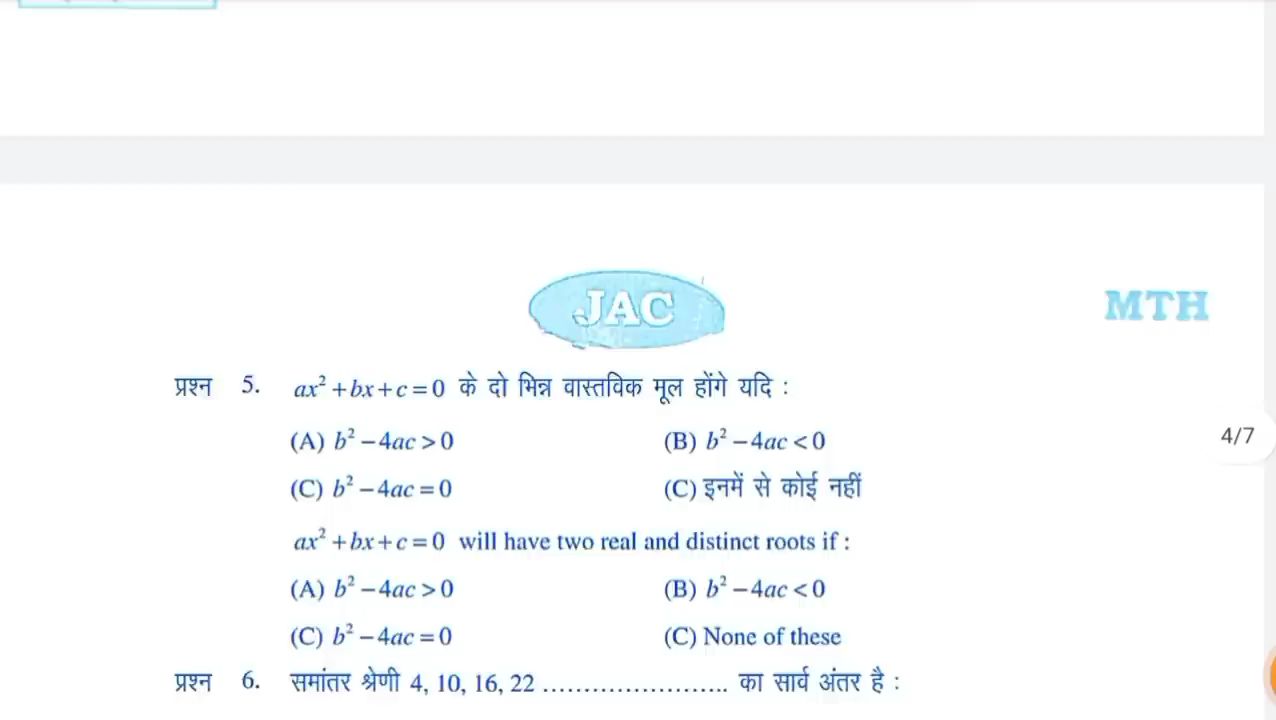 JAC
MTH
प्रश्न 5. ax² + bx + c = 0 के दो भिन्न वास्तविक मूल होंगे यदि :
(A) b² – 4ac > 0 (B) b² – 4ac < 0
(C) b² – 4ac = 0 (C) इनमें से कोई नहीं
4/7
ax² + bx + c = 0 will have two real and distinct roots if :
(A) b² – 4ac > 0 (B) b² – 4ac < 0
(C) b² – 4ac = 0 (C) None of these
प्रश्न 6. समांतर श्रेणी 4, 10, 16, 22 ....................... का सार्व अंतर है :